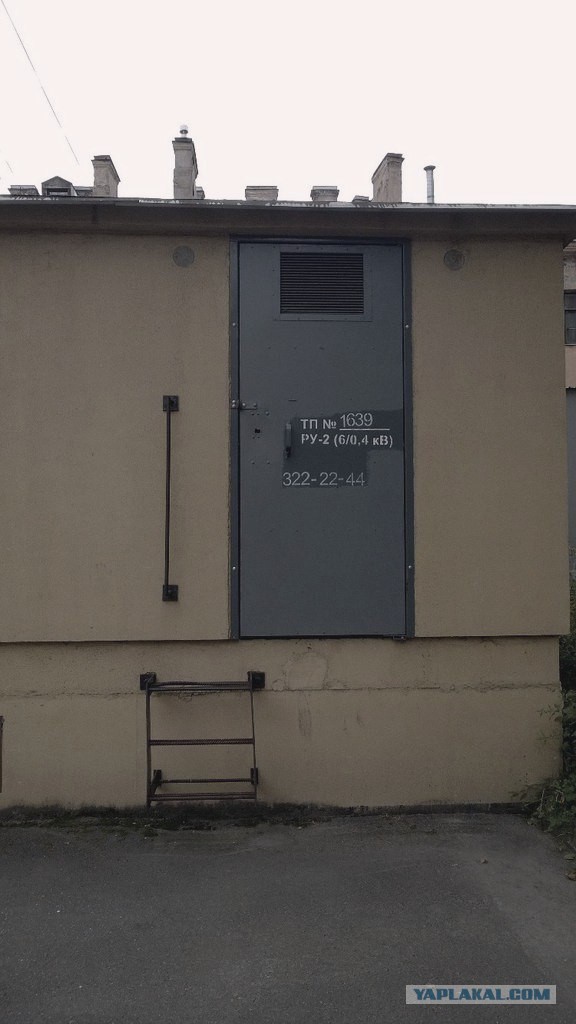 ТП № 1639
РУ-2 (6/0,4 кВ)
322-22-44
YAPLAKAL.COM